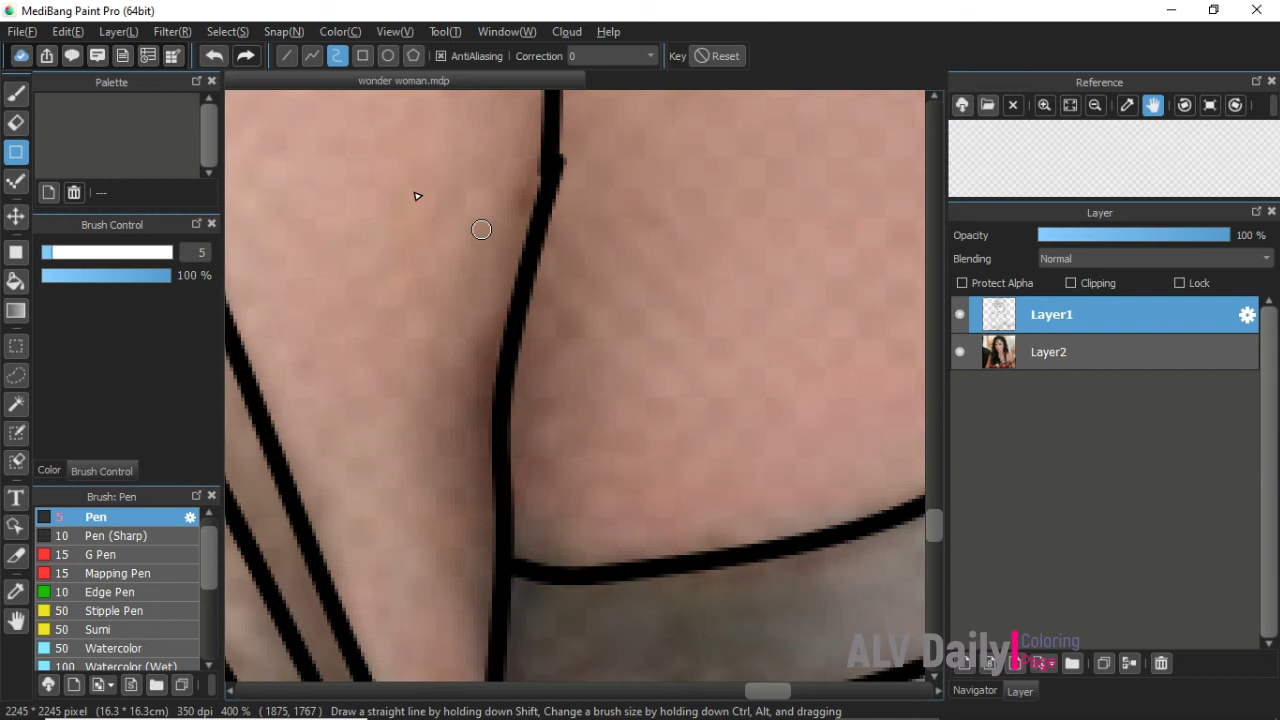 MediBang Paint Pro (64bit)
File(F) Edit(E) Layer(L) Filter(R) Select(S) Snap(N) Color(C) View(V) Tool(T) Window(W) Cloud Help
AntiAliasing Correction 0 Key Reset
Palette
wonder woman.mdp
Reference
---
Brush Control
5
100 %
Layer
Opacity 100 %
Blending Normal
Protect Alpha Clipping Lock
Layer1
Layer2
Color Brush Control
Brush: Pen
5 Pen
10 Pen (Sharp)
15 G Pen
15 Mapping Pen
10 Edge Pen
50 Stipple Pen
50 Sumi
50 Watercolor
100 Watercolor (Wet)
ALV Daily Coloring
Page
Navigator Layer
2245 * 2245 pixel (16.3 * 16.3cm) 350 dpi 400 % ( 1875, 1767) Draw a straight line by holding down Shift, Change a brush size by holding down Ctrl, Alt, and dragging